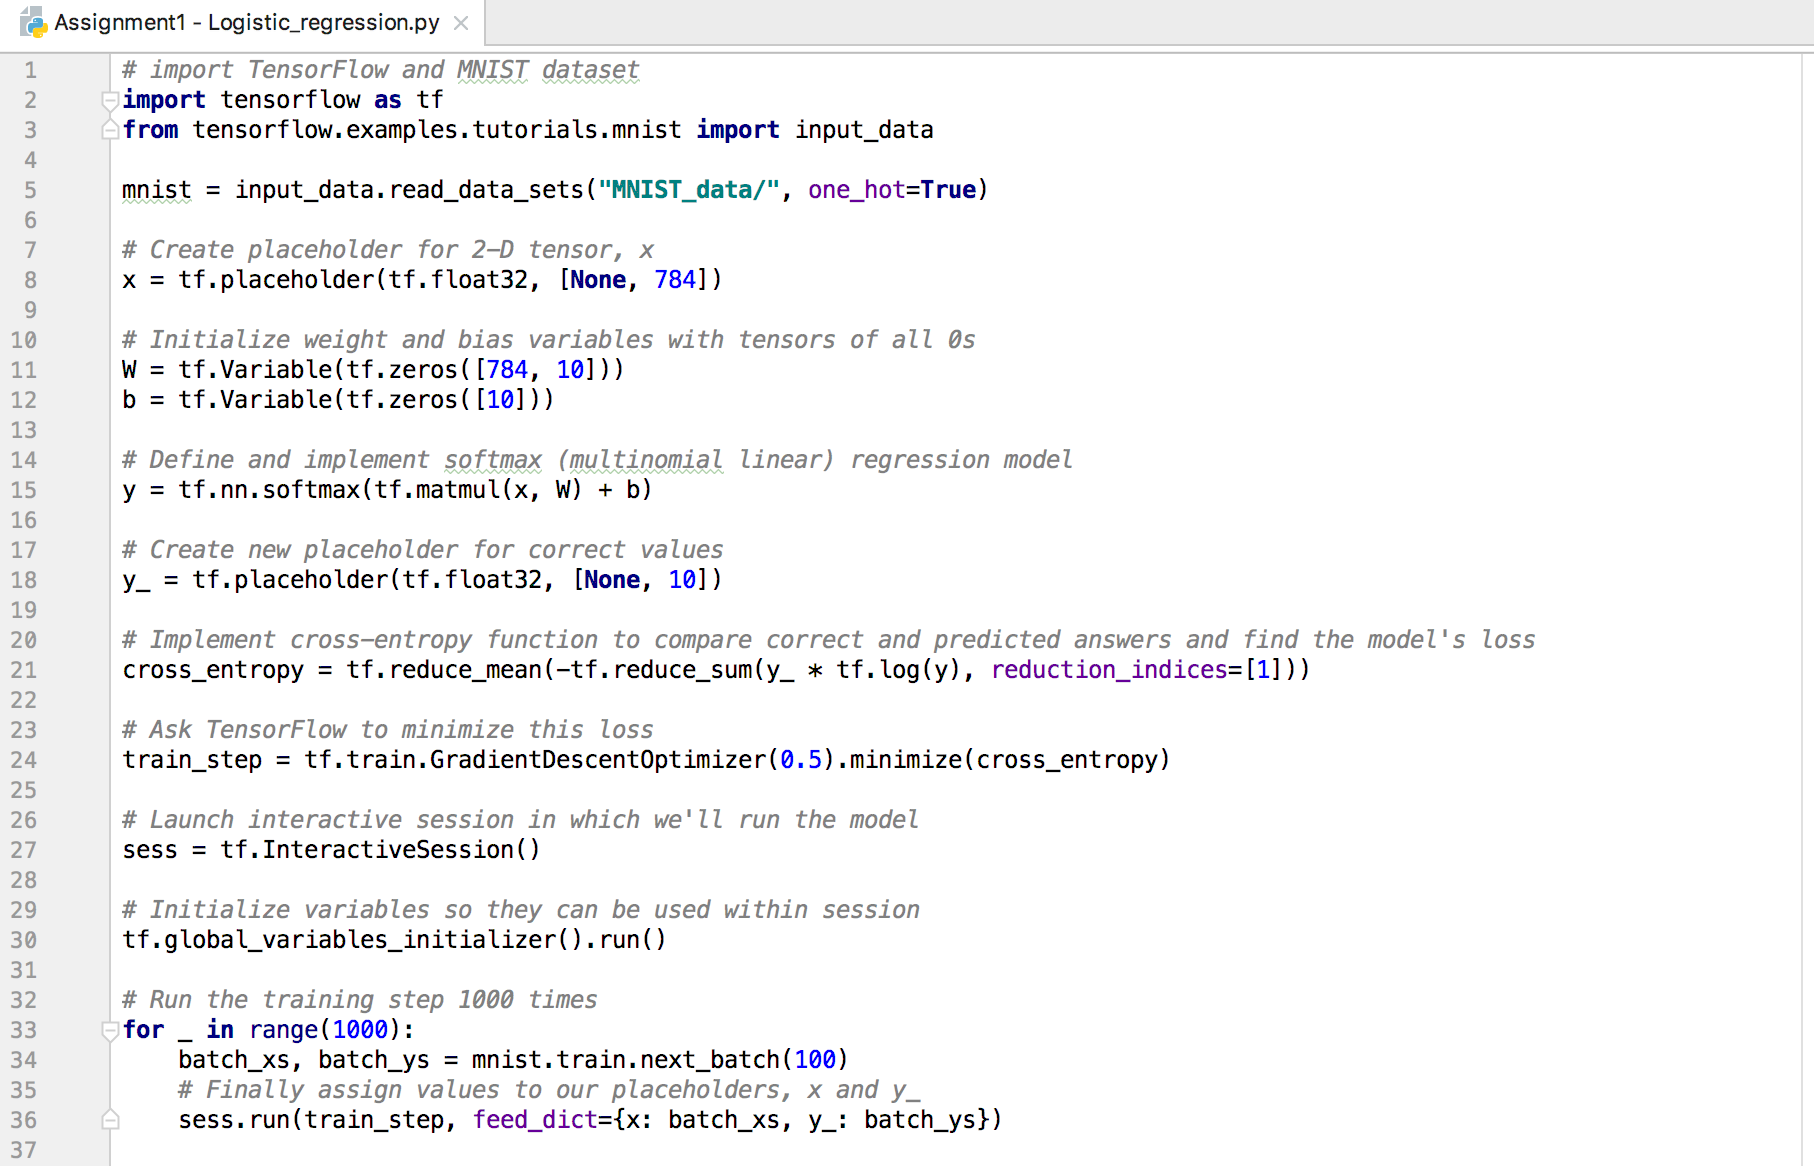 Assignment1 - Logistic_regression.py
1 # import TensorFlow and MNIST dataset
2 import tensorflow as tf
3 from tensorflow.examples.tutorials.mnist import input_data
4
5 mnist = input_data.read_data_sets("MNIST_data/", one_hot=True)
6
7 # Create placeholder for 2-D tensor, x
8 x = tf.placeholder(tf.float32, [None, 784])
9
10 # Initialize weight and bias variables with tensors of all 0s
11 W = tf.Variable(tf.zeros([784, 10]))
12 b = tf.Variable(tf.zeros([10]))
13
14 # Define and implement softmax (multinomial linear) regression model
15 y = tf.nn.softmax(tf.matmul(x, W) + b)
16
17 # Create new placeholder for correct values
18 y_ = tf.placeholder(tf.float32, [None, 10])
19
20 # Implement cross-entropy function to compare correct and predicted answers and find the model's loss
21 cross_entropy = tf.reduce_mean(-tf.reduce_sum(y_ * tf.log(y), reduction_indices=[1]))
22
23 # Ask TensorFlow to minimize this loss
24 train_step = tf.train.GradientDescentOptimizer(0.5).minimize(cross_entropy)
25
26 # Launch interactive session in which we'll run the model
27 sess = tf.InteractiveSession()
28
29 # Initialize variables so they can be used within session
30 tf.global_variables_initializer().run()
31
32 # Run the training step 1000 times
33 for _ in range(1000):
34     batch_xs, batch_ys = mnist.train.next_batch(100)
35     # Finally assign values to our placeholders, x and y_
36     sess.run(train_step, feed_dict={x: batch_xs, y_: batch_ys})
37